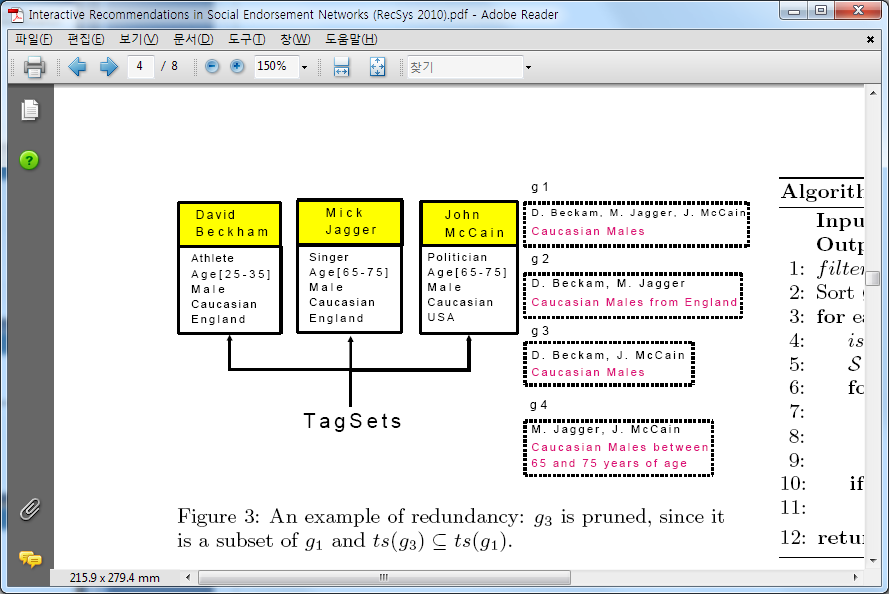 Interactive Recommendations in Social Endorsement Networks (RecSys 2010).pdf - Adobe Reader
파일(F) 편집(E) 보기(V) 문서(D) 도구(T) 창(W) 도움말(H)
4 / 8 150% 찾기
g1
D. Beckam, M. Jagger, J. McCain
Caucasian Males
g2
D. Beckam, M. Jagger
Caucasian Males from England
g3
D. Beckam, J. McCain
Caucasian Males
g4
M. Jagger, J. McCain
Caucasian Males between
65 and 75 years of age
David
Beckham
Athlete
Age[25-35]
Male
Caucasian
England
Mick
Jagger
Singer
Age[65-75]
Male
Caucasian
England
John
McCain
Politician
Age[65-75]
Male
Caucasian
USA
TagSets
Figure 3: An example of redundancy: g3 is pruned, since it
is a subset of g1 and ts(g3) ⊆ ts(g1).
Algorith
Inpu
Outp
1: filter
2: Sort
3: for ea
4: is
5: S
6: fo
7:
8:
9:
10: if
11:
12: retu
215.9 x 279.4 mm